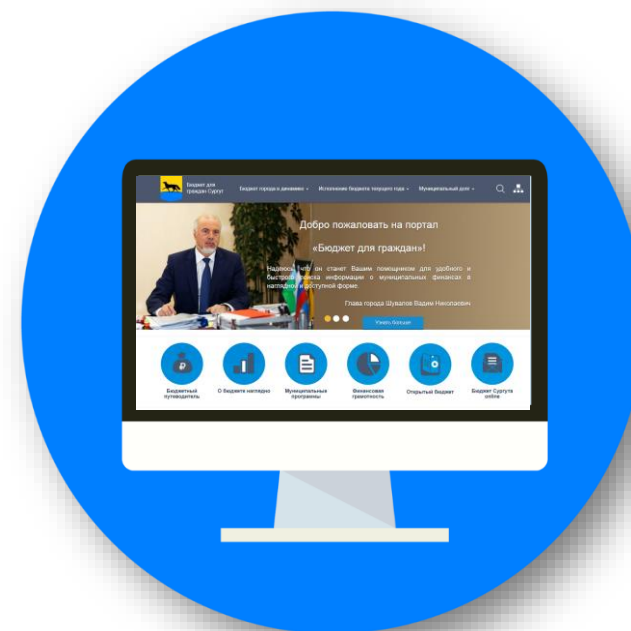 Бюджет для
граждан Сургут
Бюджет города в динамике
Исполнение бюджета текущего года
Муниципальный долг
Добро пожаловать на портал
«Бюджет для граждан»!
Надеюсь, что он станет Вашим помощником для удобного и
быстрого поиска информации о муниципальных финансах в
наглядной и доступной форме.
Глава города Шувалов Вадим Николаевич
Узнать больше
Бюджетный
путеводитель
О бюджете наглядно
Муниципальные
программы
Финансовая
грамотность
Открытый бюджет
Бюджет Сургута
online